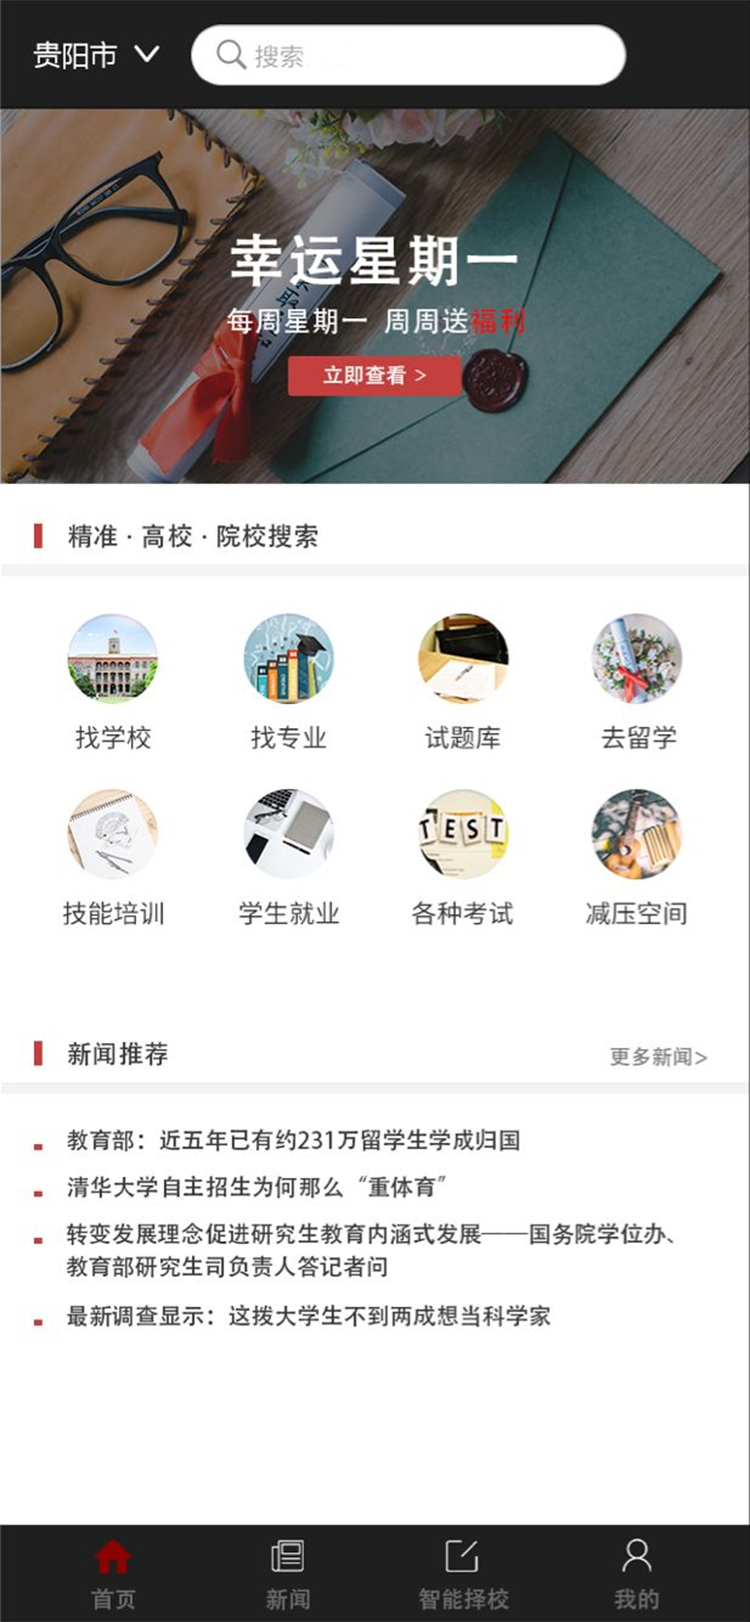 贵阳市
搜索
幸运星期一
每周星期一 周周送福利
立即查看 >
精准 · 高校 · 院校搜索
找学校 找专业 试题库 去留学
TEST
技能培训 学生就业 各种考试 减压空间
新闻推荐 更多新闻>
教育部：近五年已有约231万留学生学成归国
清华大学自主招生为何那么“重体育”
转变发展理念促进研究生教育内涵式发展——国务院学位办、
教育部研究生司负责人答记者问
最新调查显示：这拨大学生不到两成想当科学家
首页 新闻 智能择校 我的